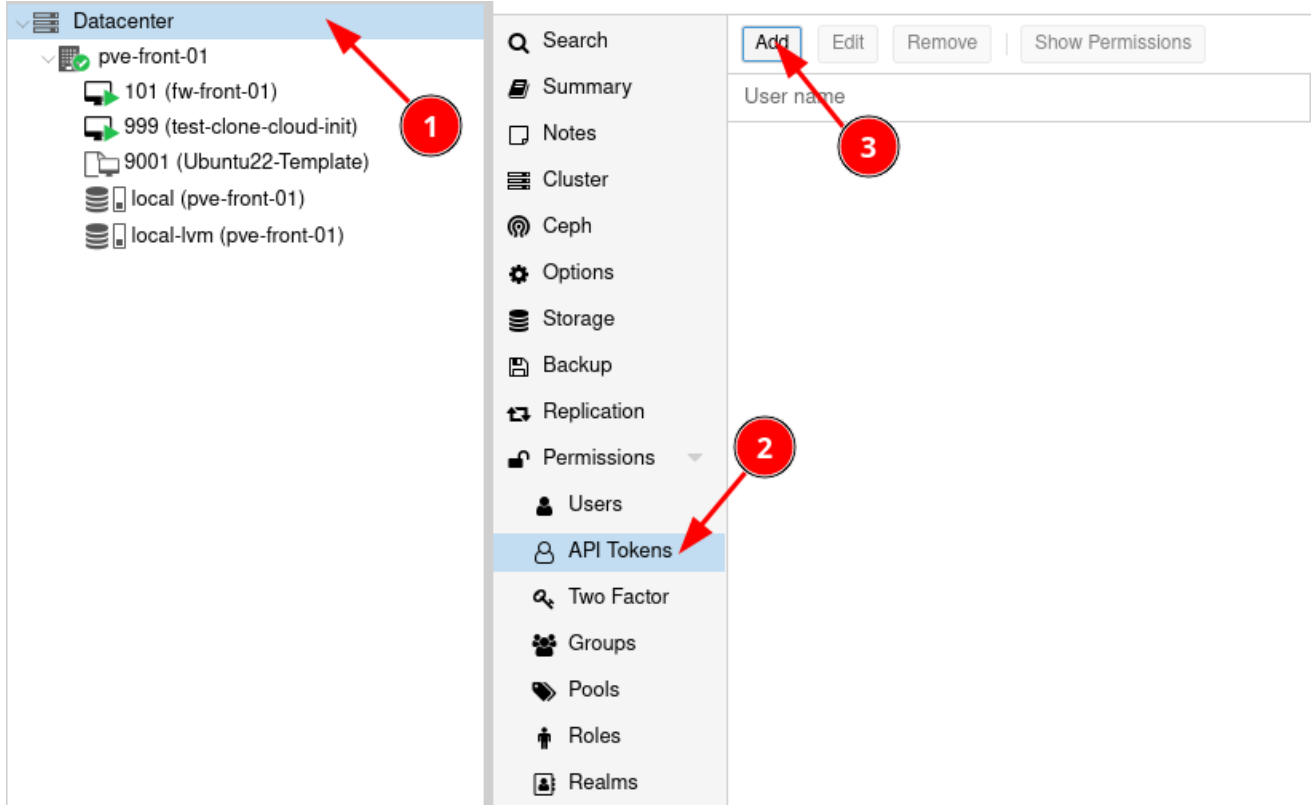 Datacenter
pve-front-01
101 (fw-front-01)
999 (test-clone-cloud-init)
9001 (Ubuntu22-Template)
local (pve-front-01)
local-lvm (pve-front-01)
1
Search
Summary
Notes
Cluster
Ceph
Options
Storage
Backup
Replication
Permissions
Users
API Tokens
Two Factor
Groups
Pools
Roles
Realms
2
Add Edit Remove Show Permissions
User name
3